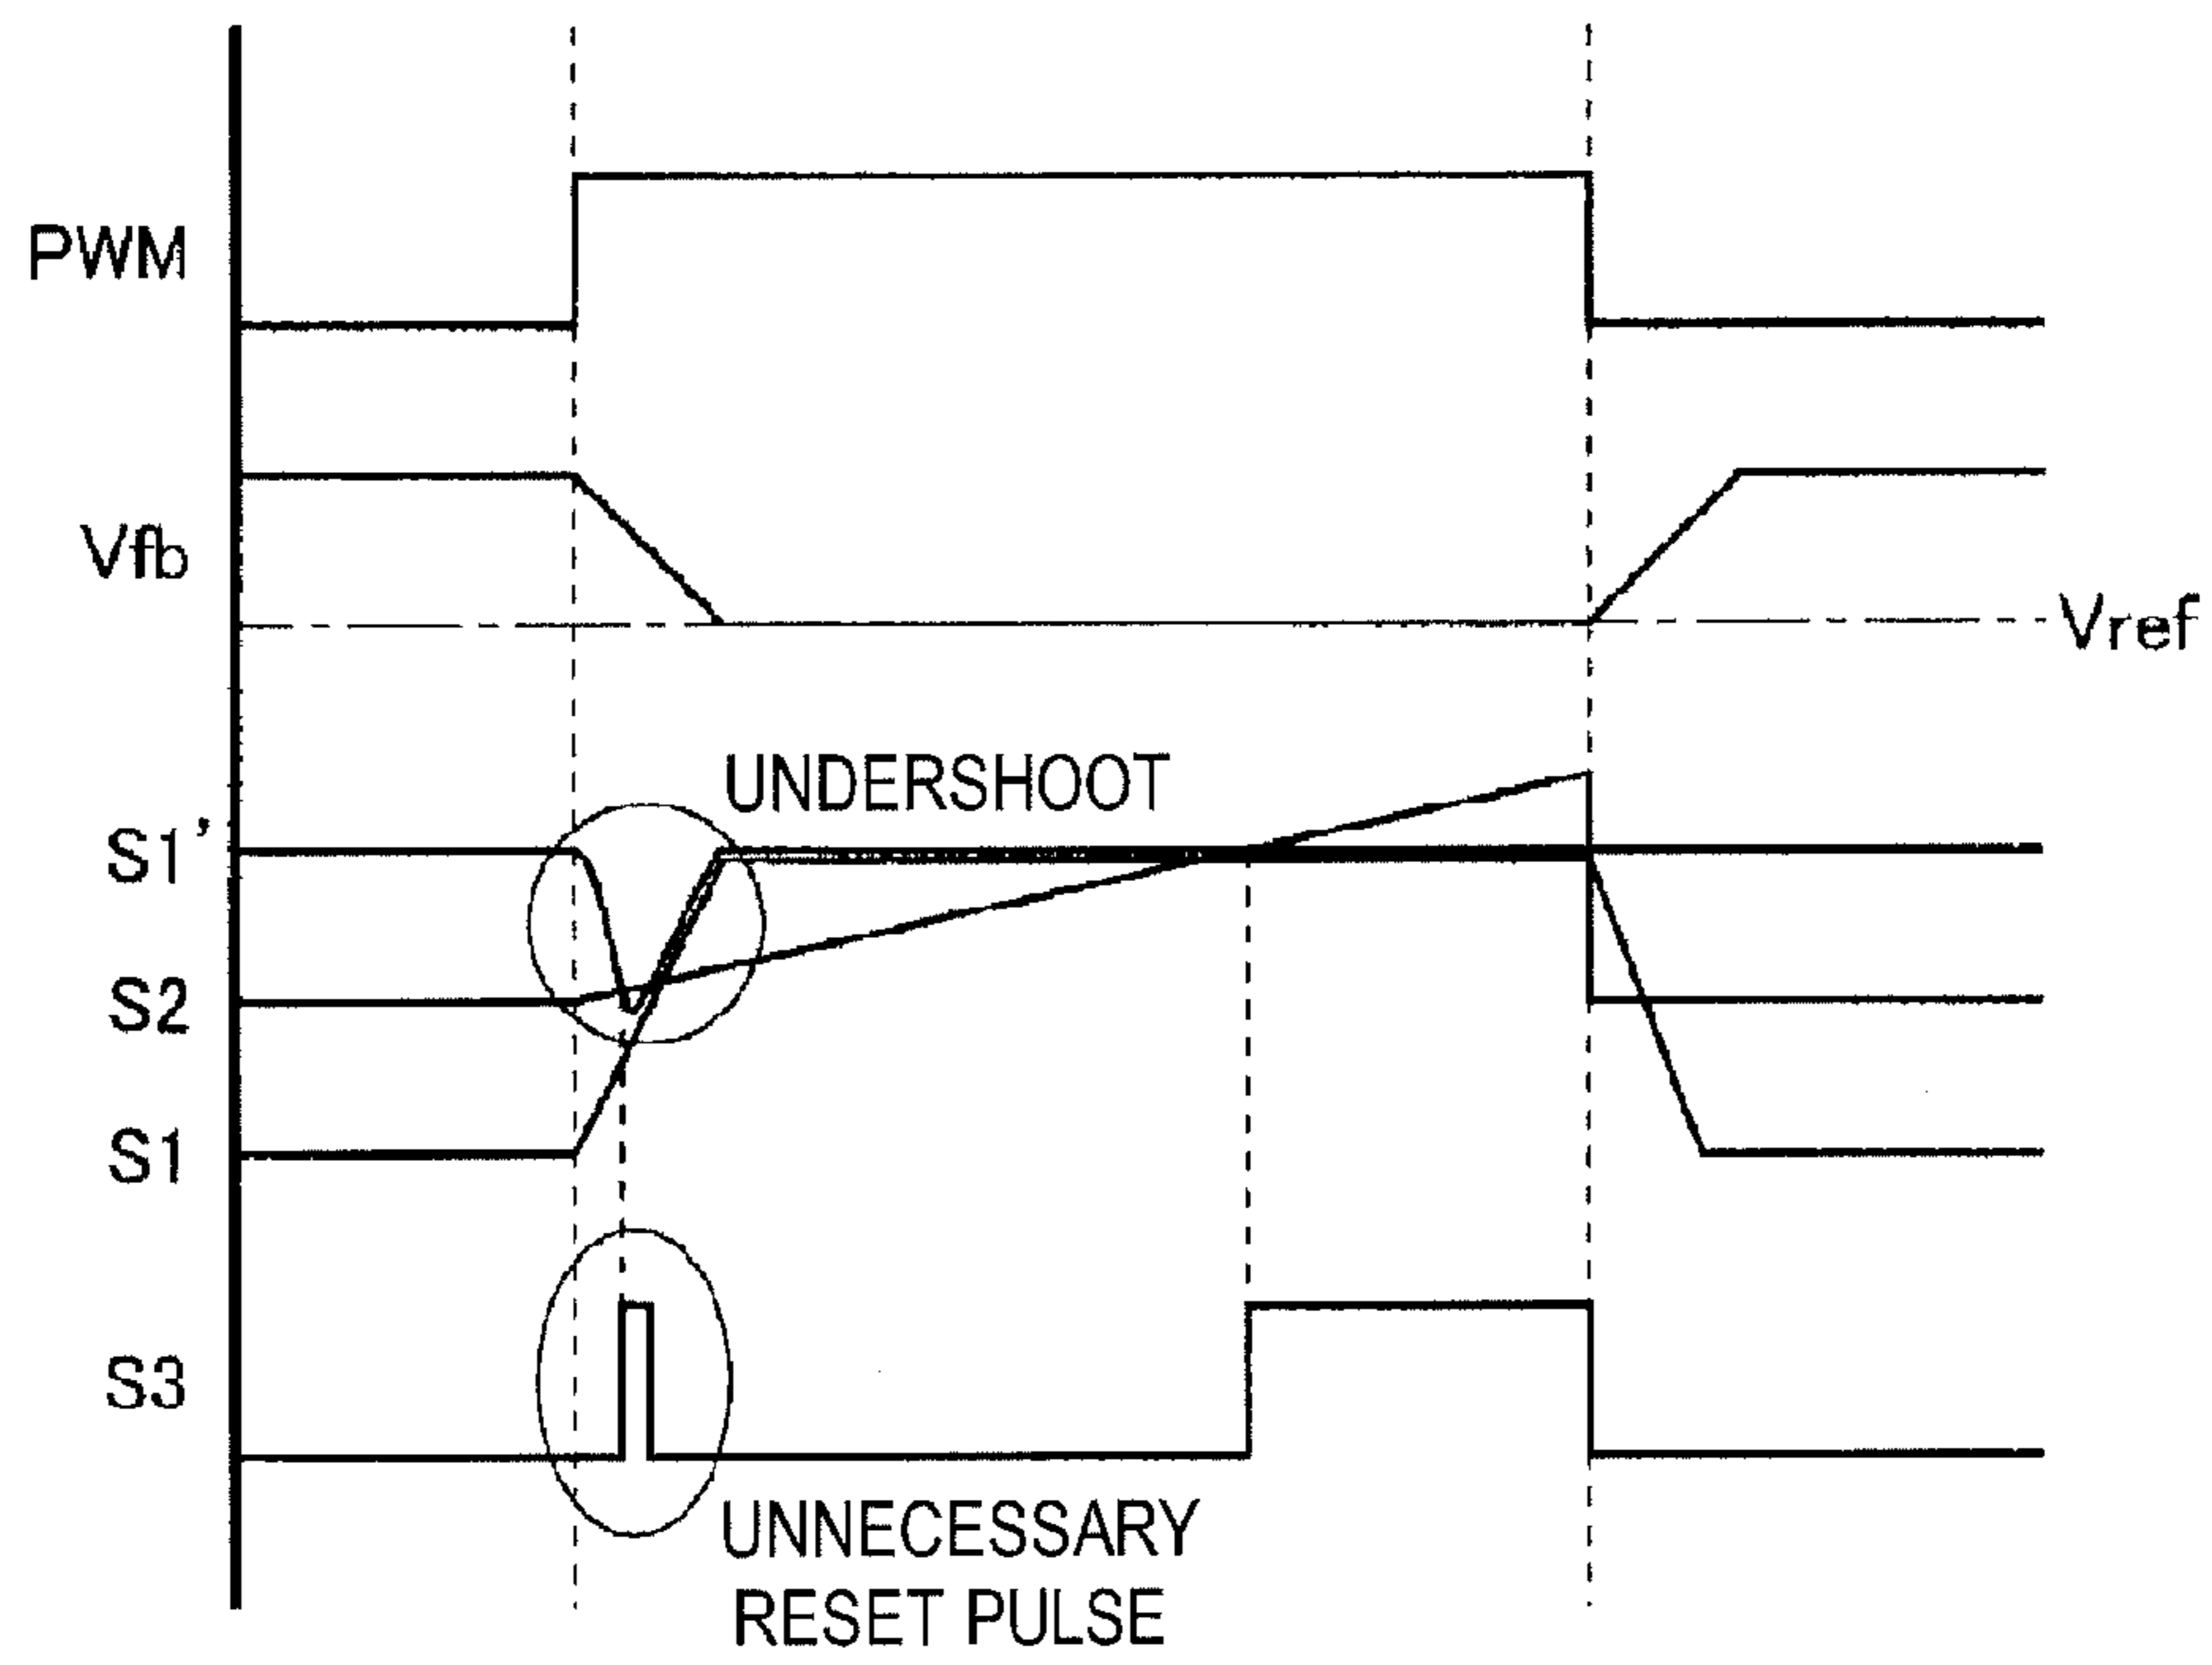 PWM
Vfb
Vref
UNDERSHOOT
S1’
S2
S1
S3
UNNECESSARY
RESET PULSE